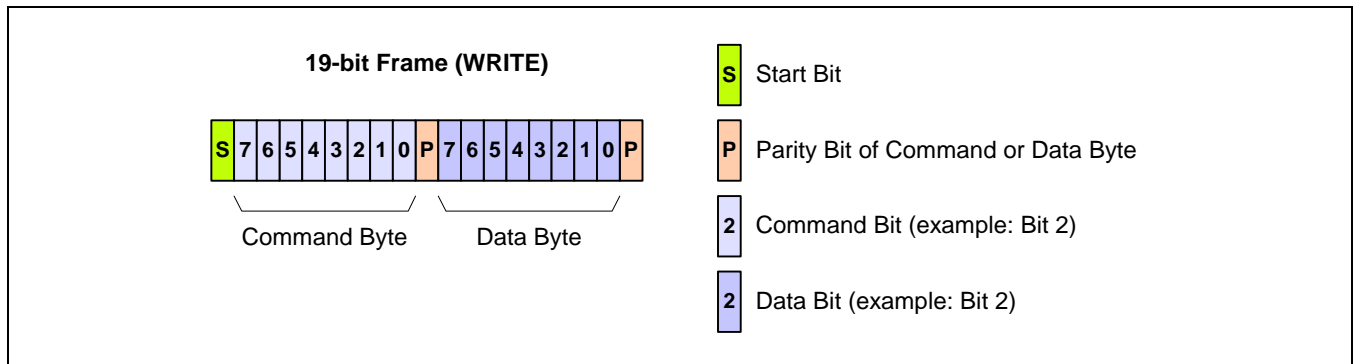 19-bit Frame (WRITE)
S 7 6 5 4 3 2 1 0 P 7 6 5 4 3 2 1 0 P
Command Byte Data Byte
S Start Bit
P Parity Bit of Command or Data Byte
2 Command Bit (example: Bit 2)
2 Data Bit (example: Bit 2)